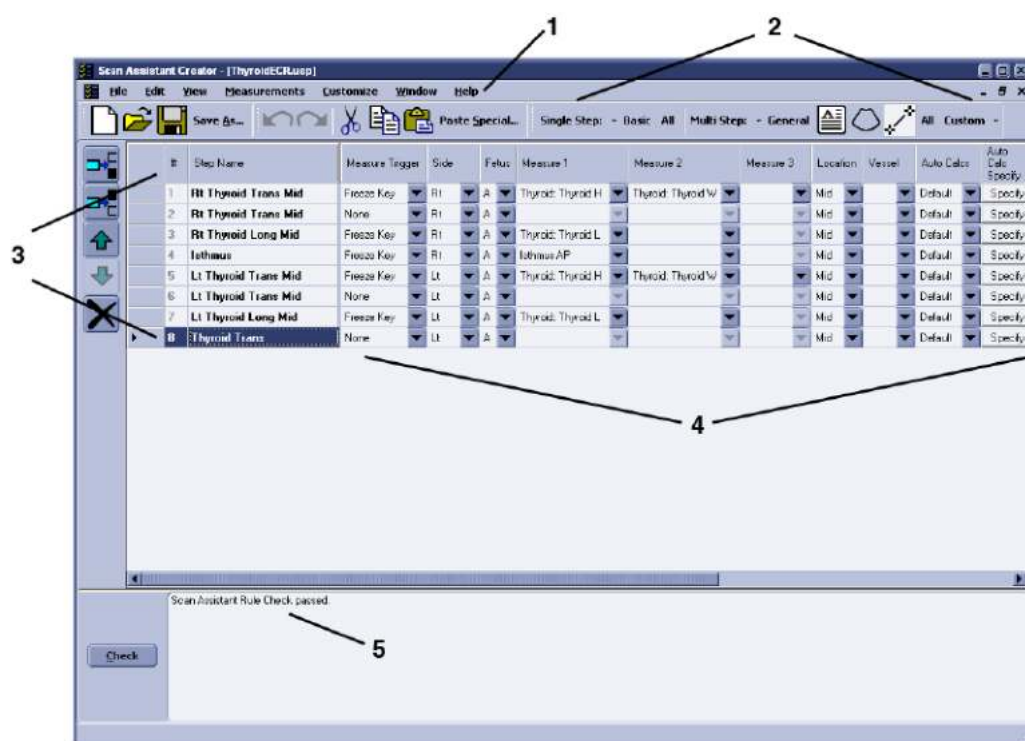 1
2
Scan Assistant Creator - [ThyroidECR.usp]
File Edit View Measurements Customize Window Help
Save As... Paste Special... Single Step: - Basic All Multi Step: - General All Custom -
# Step Name Measure Trigger Side Fetus Measure 1 Measure 2 Measure 3 Location Vessel Auto Calcs Auto Calc Specify
1 Rt Thyroid Trans Mid Freeze Key Rt A Thyroid: Thyroid H Thyroid: Thyroid W Mid Default Specify
2 Rt Thyroid Trans Mid None Rt A Mid Default Specify
3 Rt Thyroid Long Mid Freeze Key Rt A Thyroid: Thyroid L Mid Default Specify
4 Isthmus Freeze Key Rt A Isthmus AP Mid Default Specify
5 Lt Thyroid Trans Mid Freeze Key Lt A Thyroid: Thyroid H Thyroid: Thyroid W Mid Default Specify
6 Lt Thyroid Trans Mid None Lt A Mid Default Specify
7 Lt Thyroid Long Mid Freeze Key Lt A Thyroid: Thyroid L Mid Default Specify
8 Thyroid Trans None Lt A Mid Default Specify
3
4
Scan Assistant Rule Check passed.
5
Check